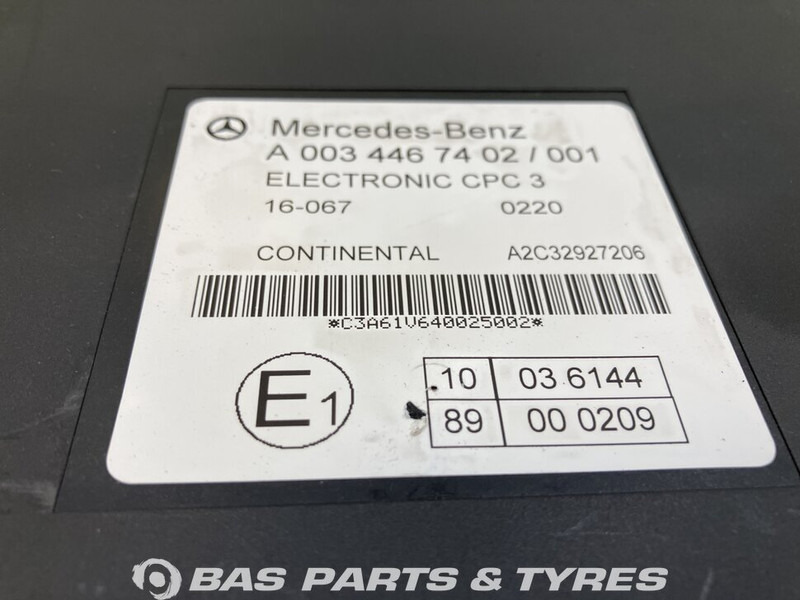 Mercedes-Benz
A 003 446 74 02 / 001
ELECTRONIC CPC 3
16-067 0220
CONTINENTAL A2C32927206
*C3A61V640025002*
E1
10 03 6144
89 00 0209
BAS PARTS & TYRES